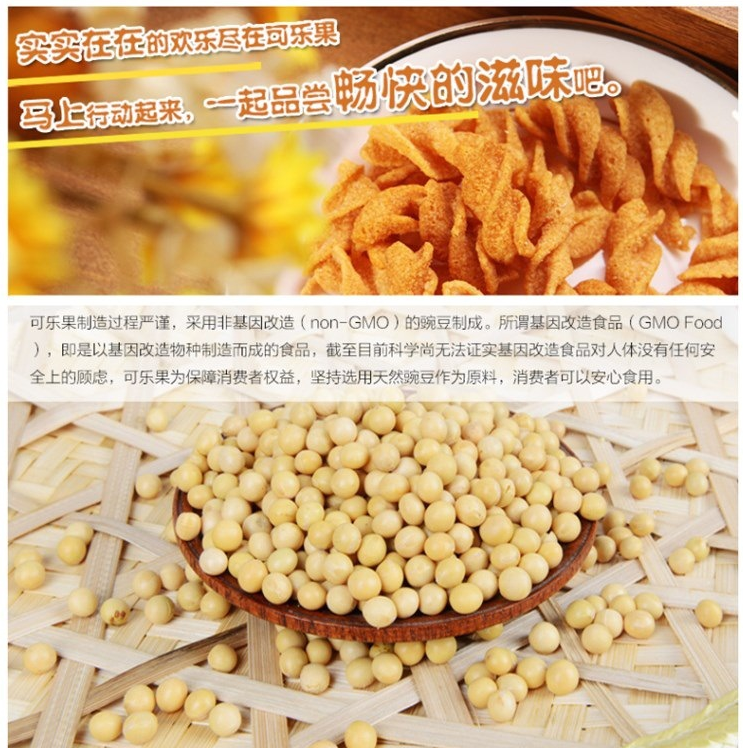 实实在在的欢乐尽在可乐果
马上行动起来，一起品尝畅快的滋味吧。
可乐果制造过程严谨，采用非基因改造（non-GMO）的豌豆制成。所谓基因改造食品（GMO Food
），即是以基因改造物种制造而成的食品，截至目前科学尚无法证实基因改造食品对人体没有任何安
全上的顾虑，可乐果为保障消费者权益，坚持选用天然豌豆作为原料，消费者可以安心食用。